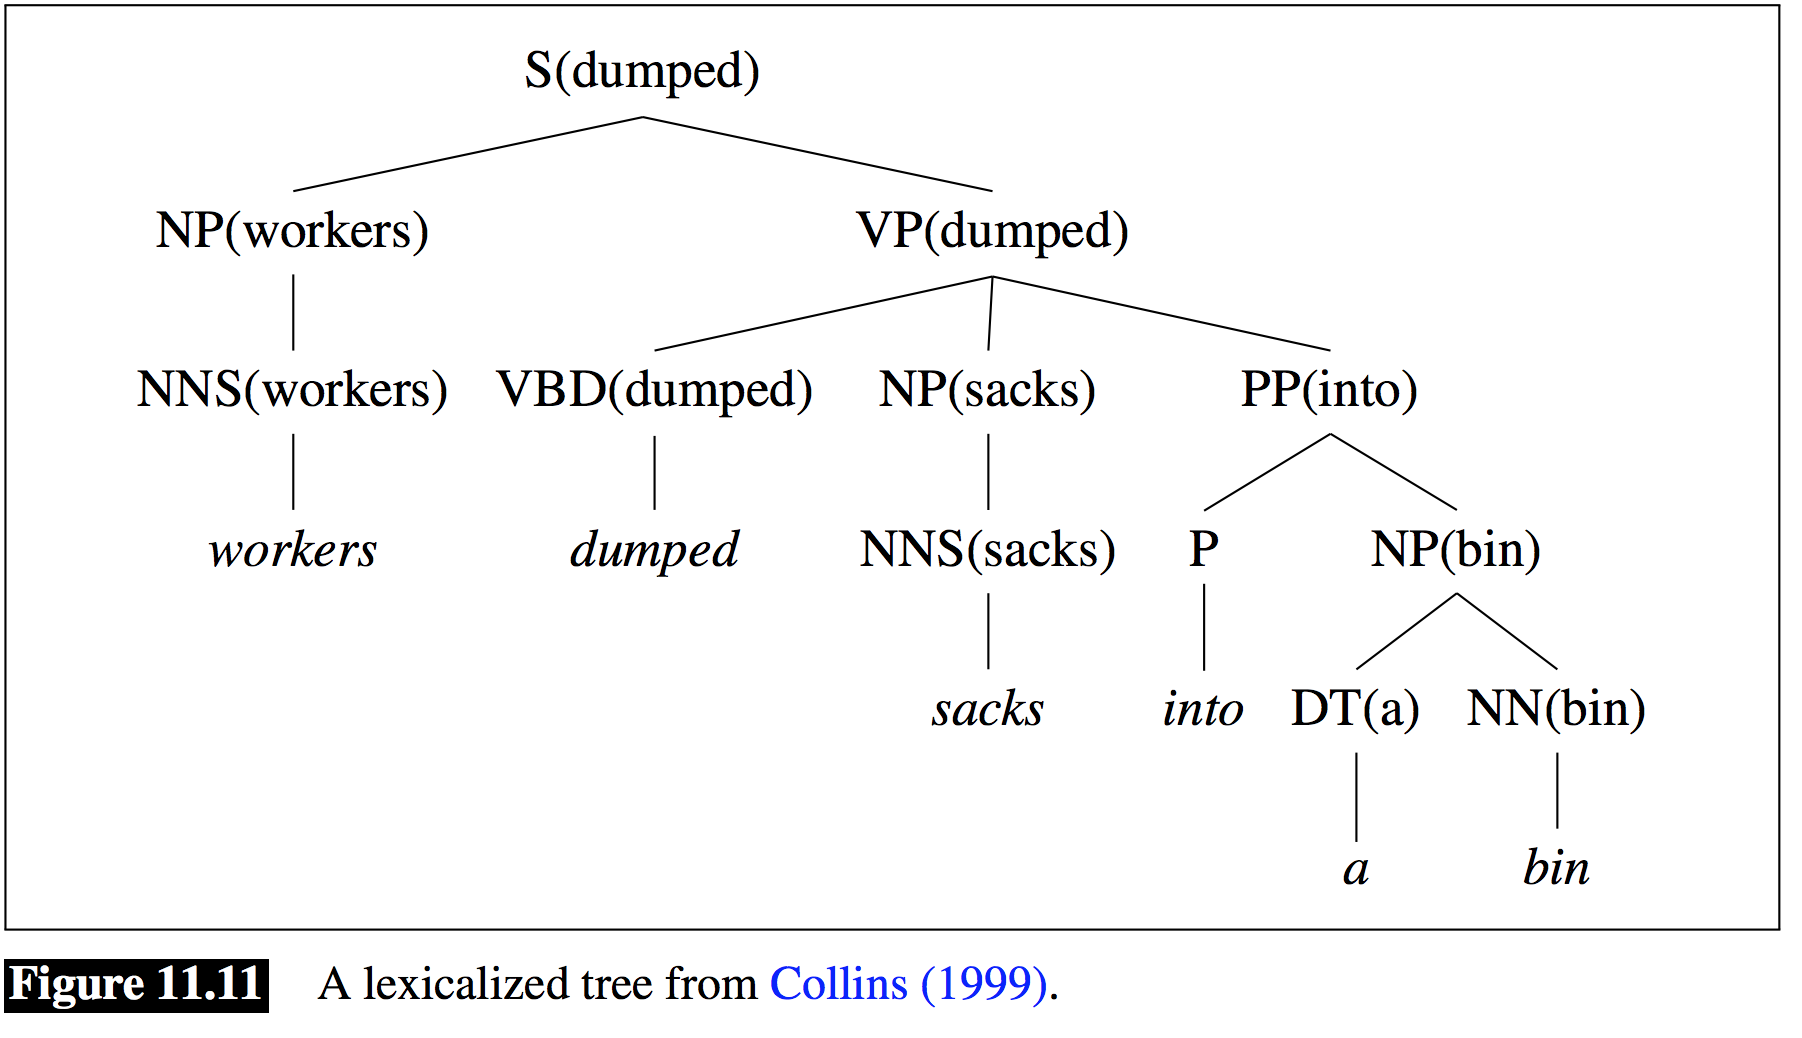 S(dumped)
NP(workers) VP(dumped)
NNS(workers) VBD(dumped) NP(sacks) PP(into)
workers dumped NNS(sacks) P NP(bin)
sacks into DT(a) NN(bin)
a bin
Figure 11.11 A lexicalized tree from Collins (1999).